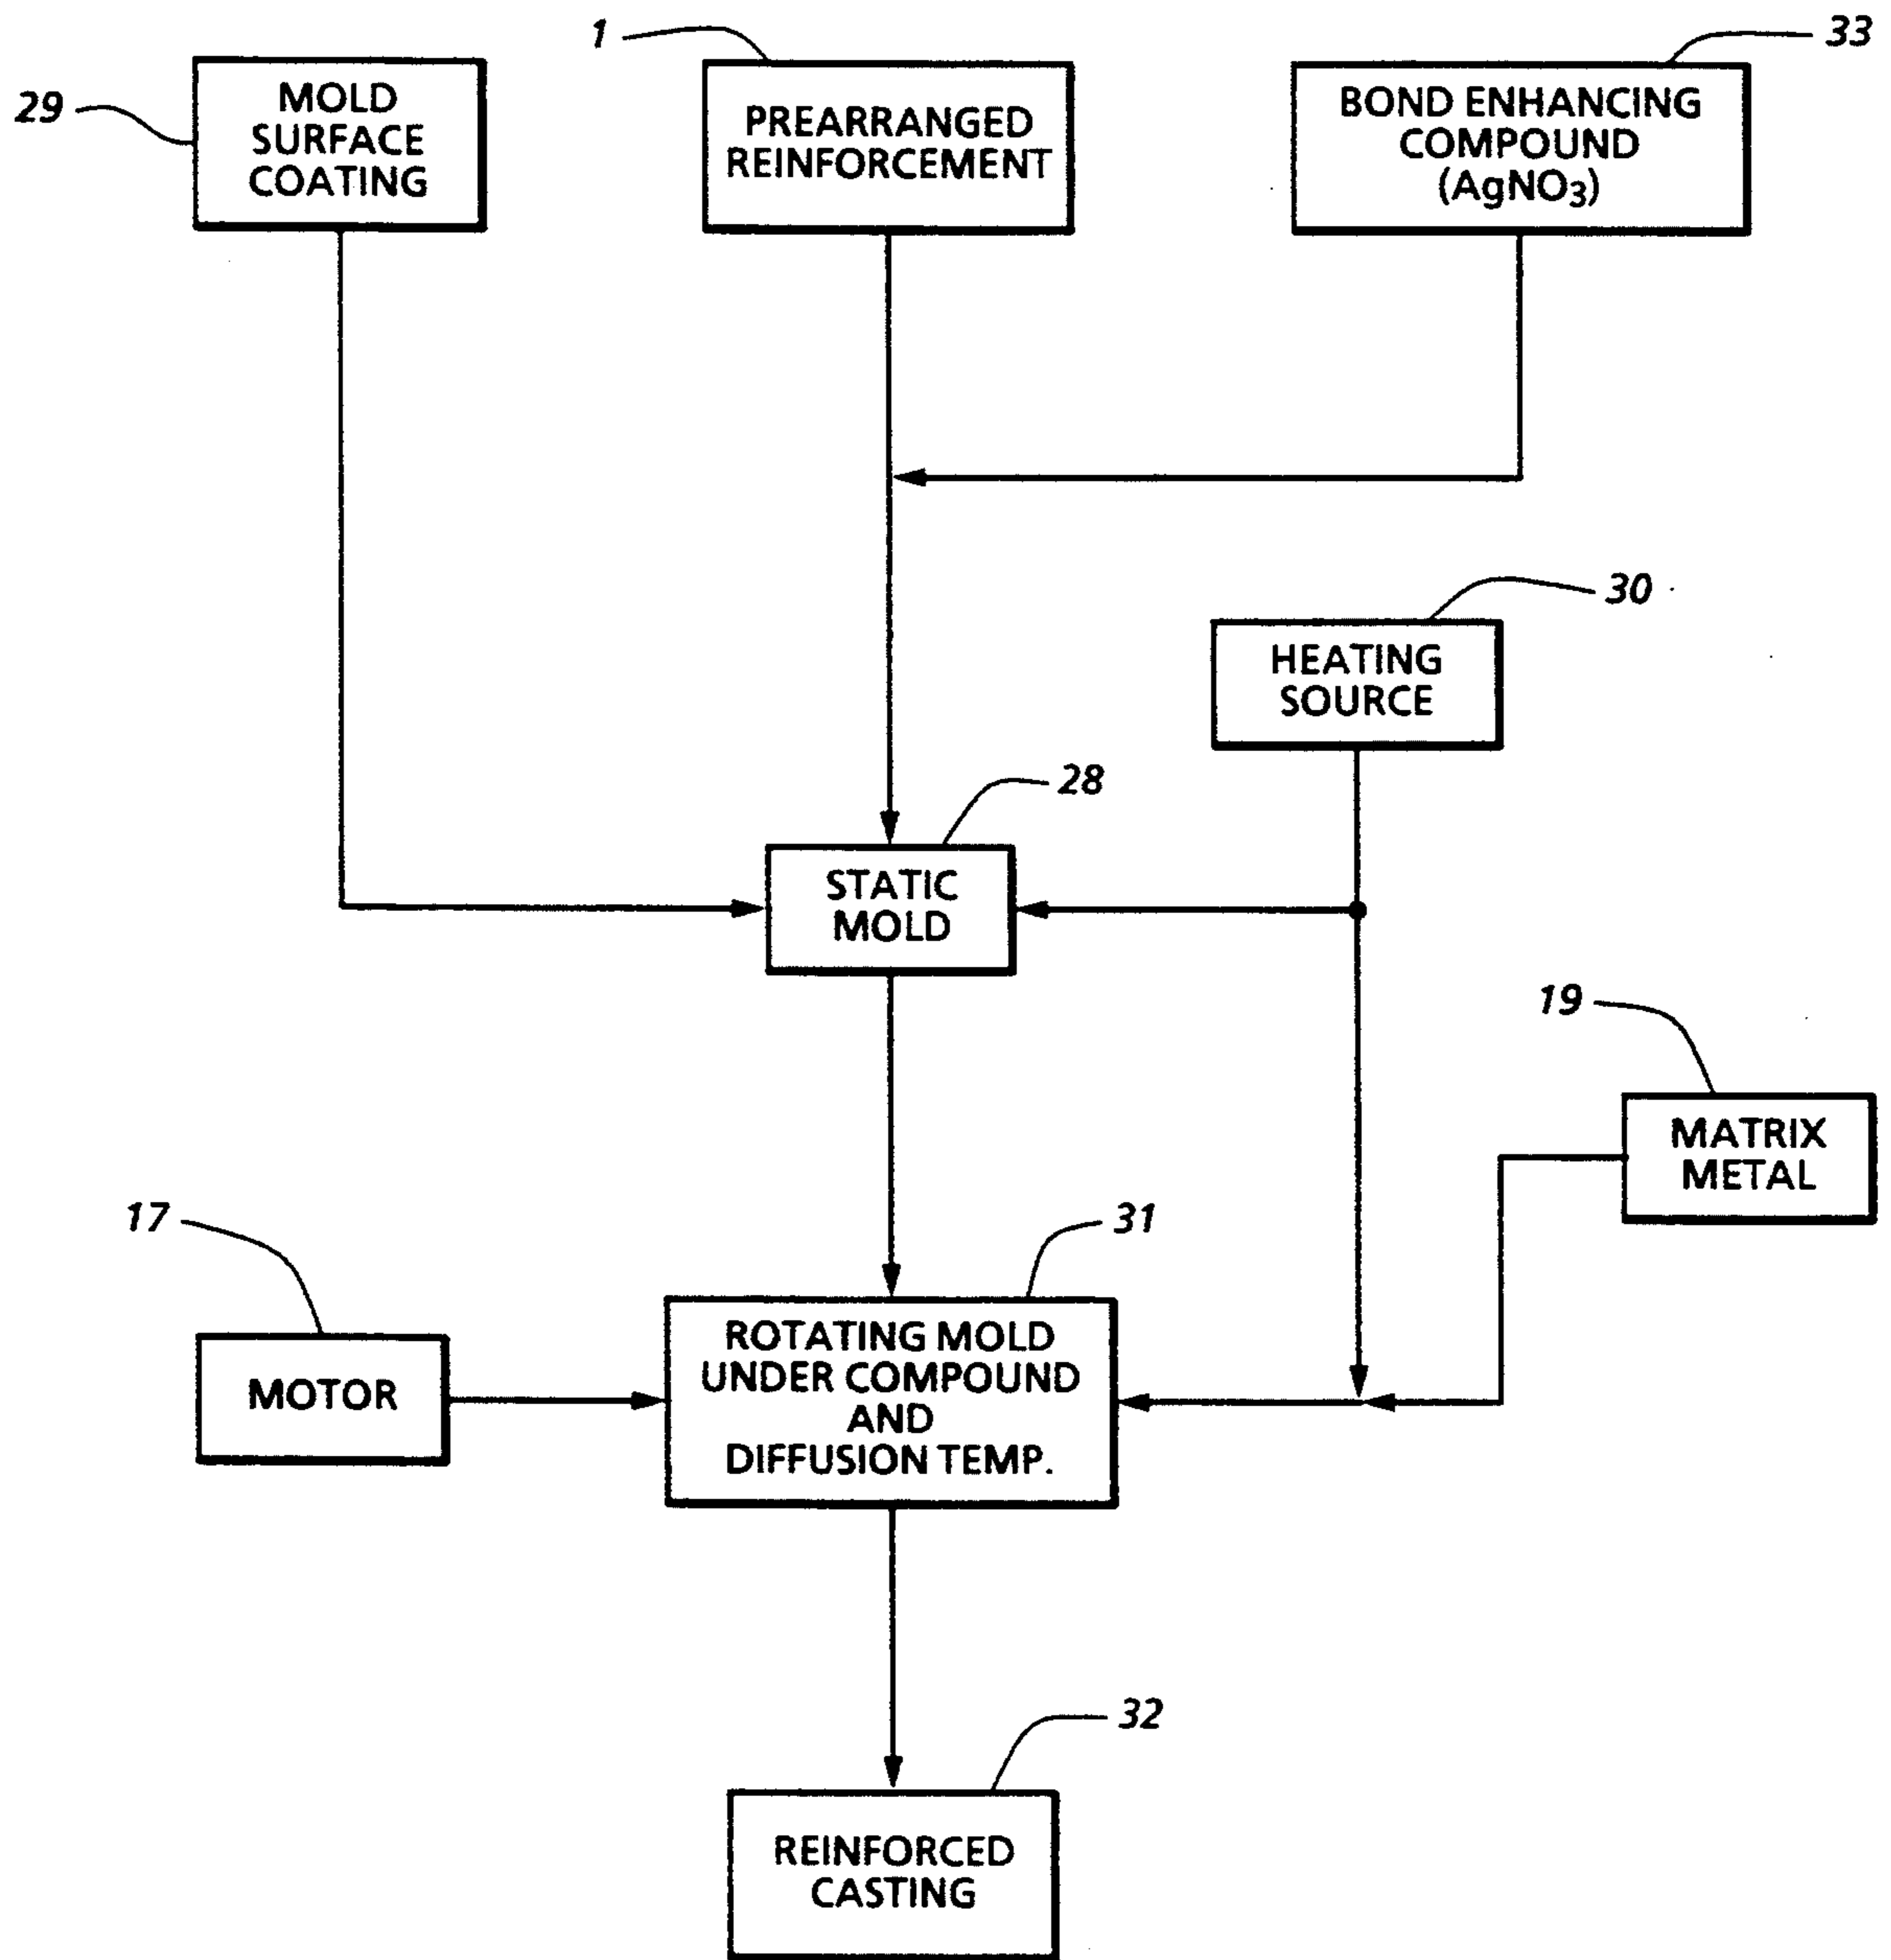 1
33
29
MOLD
SURFACE
COATING
PREARRANGED
REINFORCEMENT
BOND ENHANCING
COMPOUND
(AgNO3)
30
HEATING
SOURCE
28
STATIC
MOLD
19
MATRIX
METAL
17
31
MOTOR
ROTATING MOLD
UNDER COMPOUND
AND
DIFFUSION TEMP.
32
REINFORCED
CASTING